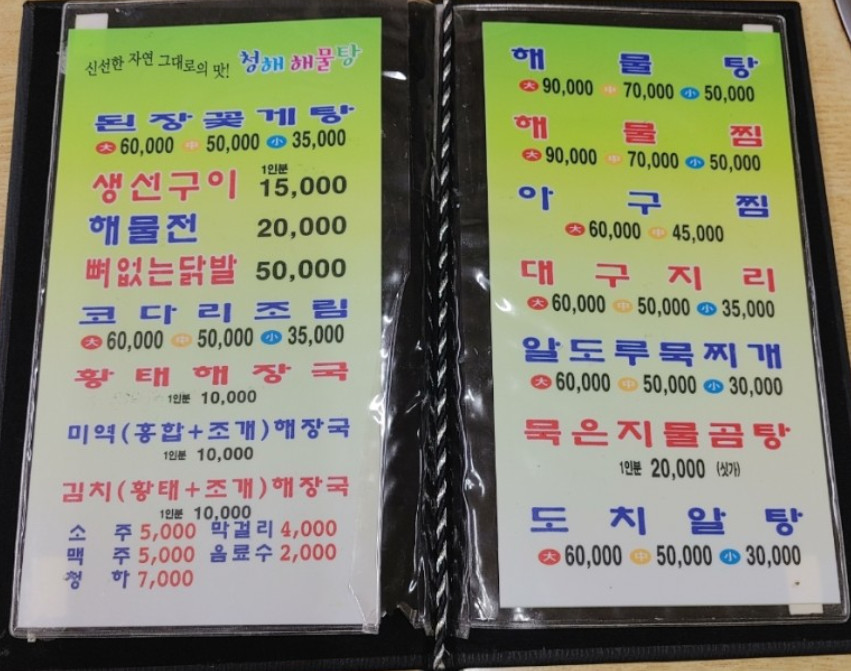 신선한 자연 그대로의 맛! 청해해물탕
된장꽃게탕
大 60,000 中 50,000 小 35,000
생선구이 1인분 15,000
해물전 20,000
뼈없는닭발 50,000
코다리조림
大 60,000 中 50,000 小 35,000
황태해장국
1인분 10,000
미역(홍합+조개)해장국
1인분 10,000
김치(황태+조개)해장국
1인분 10,000
소주 5,000 막걸리 4,000
맥주 5,000 음료수 2,000
청하 7,000
해물탕
大 90,000 中 70,000 小 50,000
해물찜
大 90,000 中 70,000 小 50,000
아구찜
大 60,000 中 45,000
대구지리
大 60,000 中 50,000 小 35,000
알도루묵찌개
大 60,000 中 50,000 小 30,000
묵은지물곰탕
1인분 20,000 (싯가)
도치알탕
大 60,000 中 50,000 小 30,000